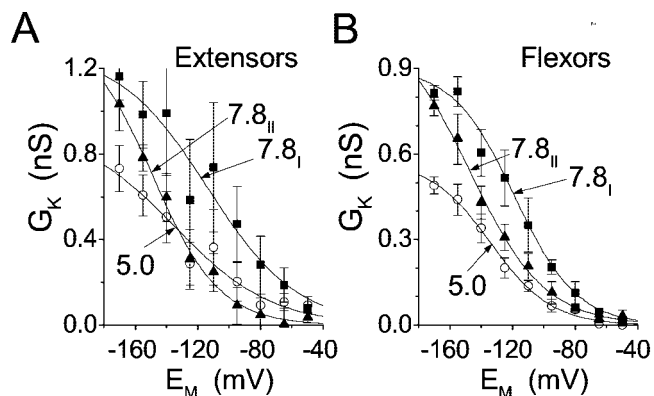 A
Extensors
1.2
0.8
0.4
0.0
G_K (nS)
7.8_II
7.8_I
5.0
-160
-120
-80
-40
E_M (mV)
B
Flexors
0.9
0.6
0.3
0.0
G_K (nS)
7.8_II
7.8_I
5.0
-160
-120
-80
-40
E_M (mV)